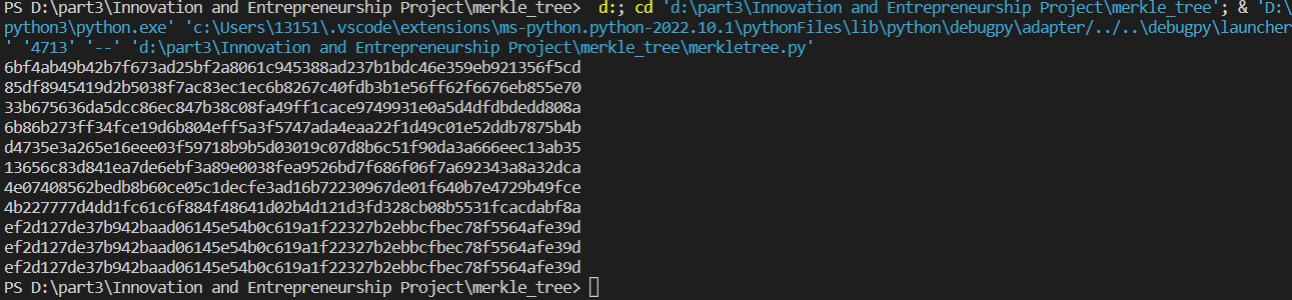 PS D:\part3\Innovation and Entrepreneurship Project\merkle_tree>  d:; cd 'd:\part3\Innovation and Entrepreneurship Project\merkle_tree'; & 'D:\
python3\python.exe' 'c:\Users\13151\.vscode\extensions\ms-python.python-2022.10.1\pythonFiles\lib\python\debugpy\adapter/../..\debugpy\launcher
' '4713' '--' 'd:\part3\Innovation and Entrepreneurship Project\merkle_tree\merkletree.py'
6bf4ab49b42b7f673ad25bf2a8061c945388ad237b1bdc46e359eb921356f5cd
85df8945419d2b5038f7ac83ec1ec6b8267c40fdb3b1e56ff62f6676eb855e70
33b675636da5dcc86ec847b38c08fa49ff1cace9749931e0a5d4dfdbdedd808a
6b86b273ff34fce19d6b804eff5a3f5747ada4eaa22f1d49c01e52ddb7875b4b
d4735e3a265e16eee03f59718b9b5d03019c07d8b6c51f90da3a666eec13ab35
13656c83d841ea7de6ebf3a89e0038fea9526bd7f686f06f7a692343a8a32dca
4e07408562bedb8b60ce05c1decfe3ad16b72230967de01f640b7e4729b49fce
4b227777d4dd1fc61c6f884f48641d02b4d121d3fd328cb08b5531fcacdabf8a
ef2d127de37b942baad06145e54b0c619a1f22327b2ebbcfbec78f5564afe39d
ef2d127de37b942baad06145e54b0c619a1f22327b2ebbcfbec78f5564afe39d
ef2d127de37b942baad06145e54b0c619a1f22327b2ebbcfbec78f5564afe39d
PS D:\part3\Innovation and Entrepreneurship Project\merkle_tree>